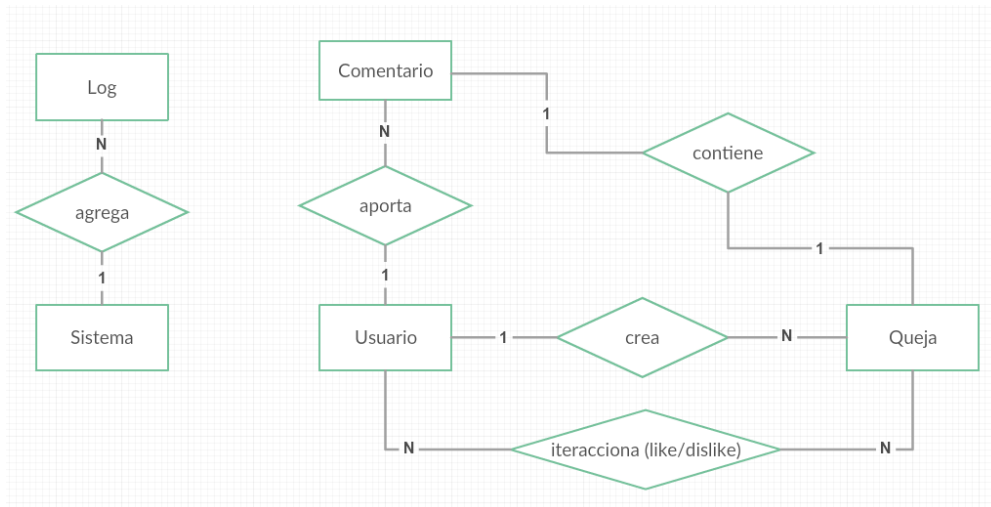 Log
N
agrega
1
Sistema
Comentario
N
aporta
1
Usuario
1
contiene
1
1
crea
N
Queja
N
iteracciona (like/dislike)
N